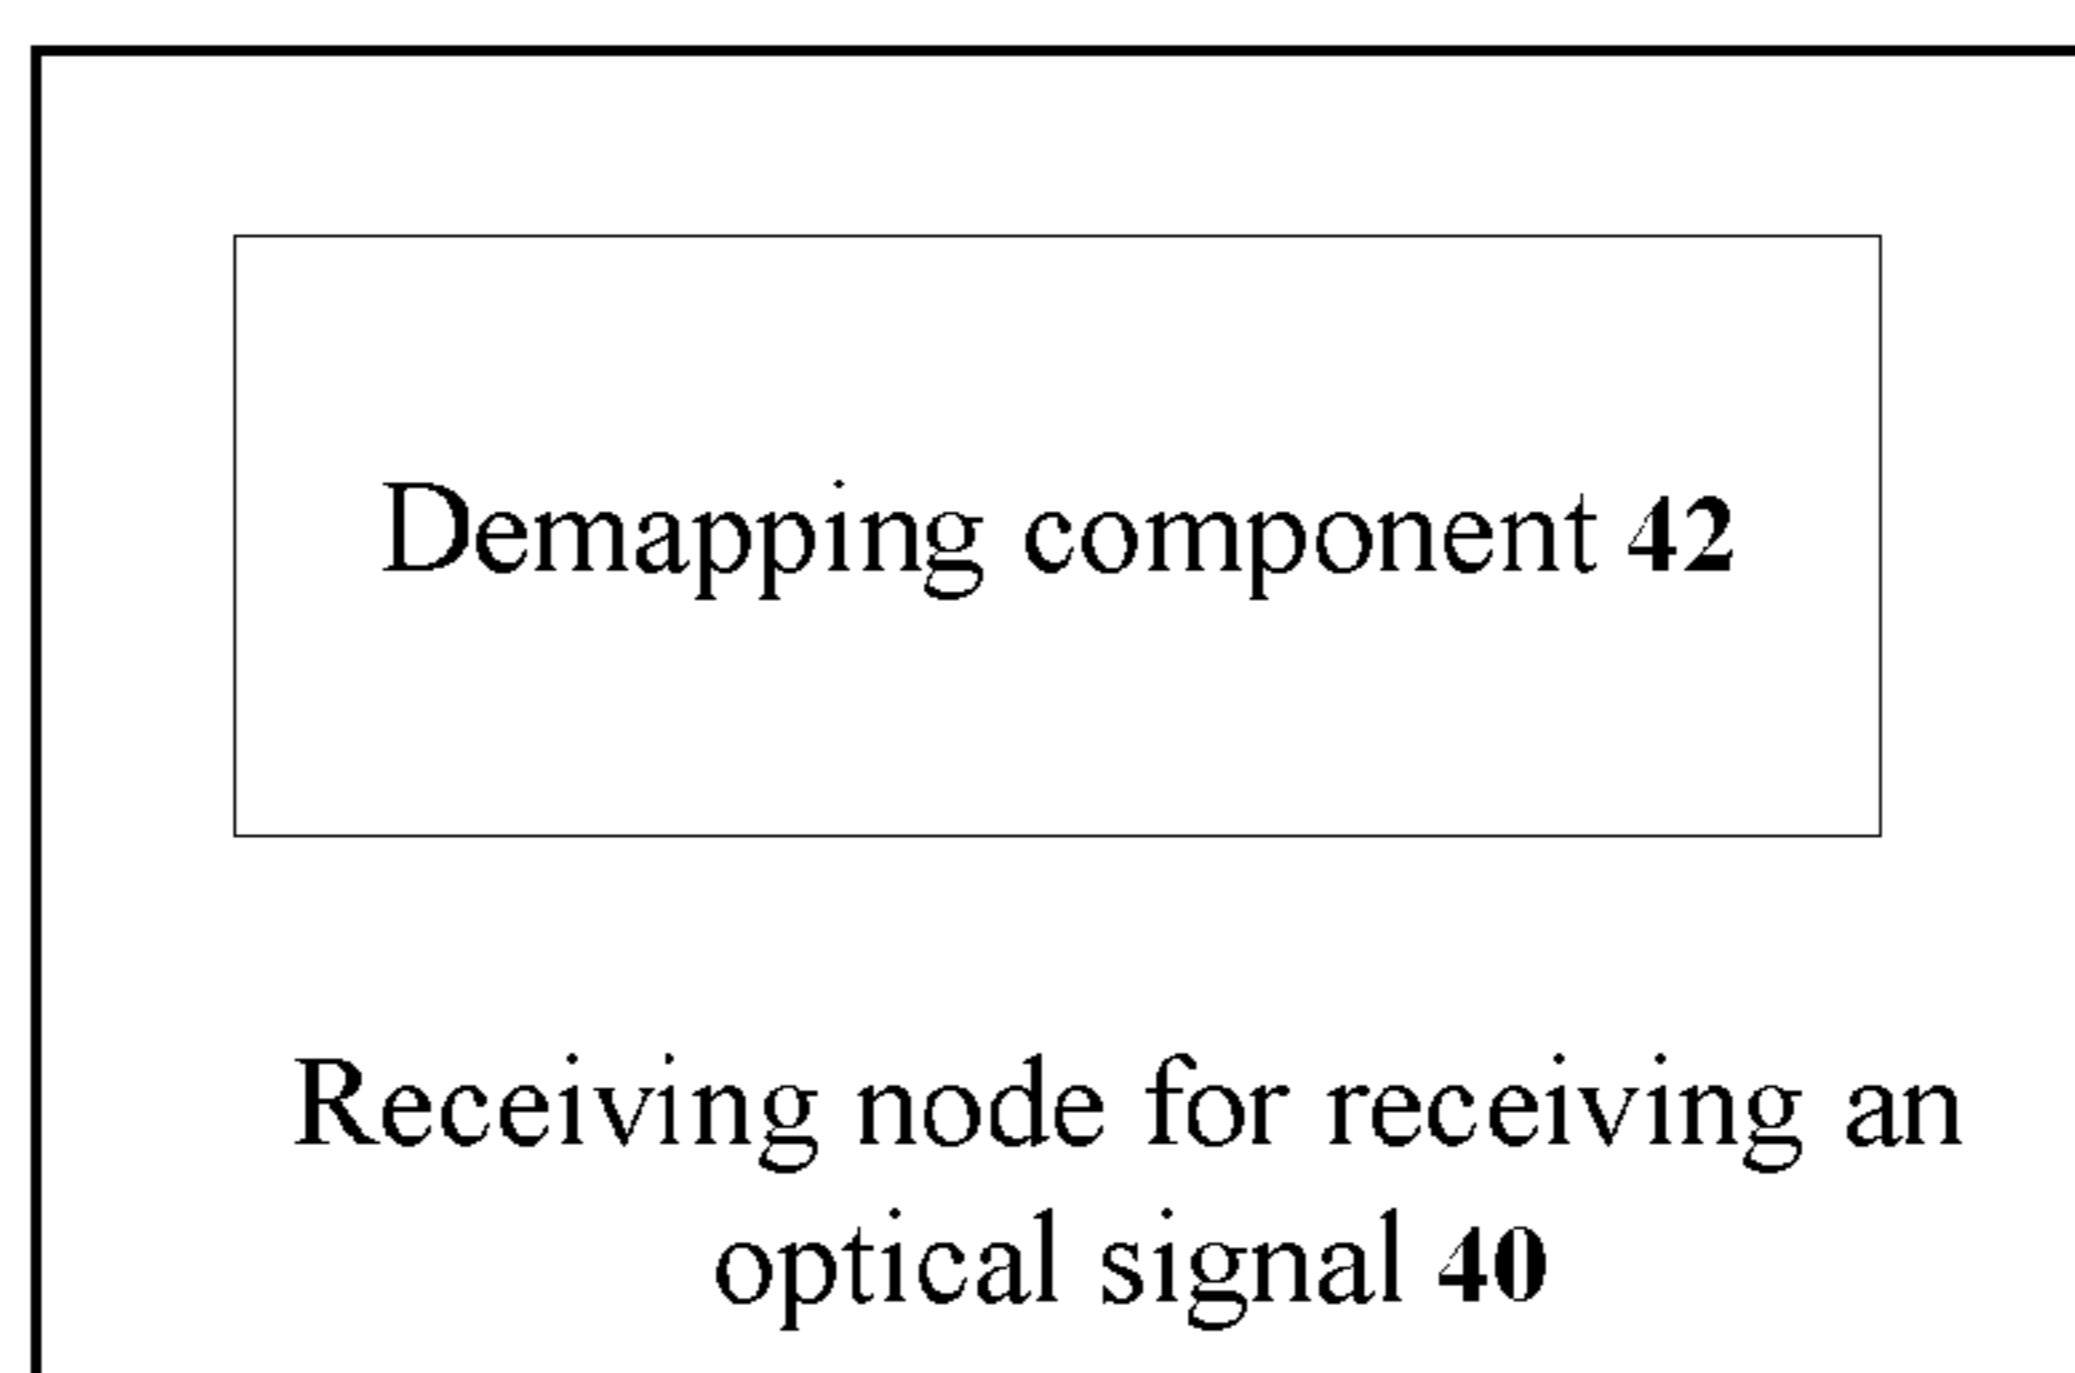 Demapping component 42
Receiving node for receiving an
optical signal 40